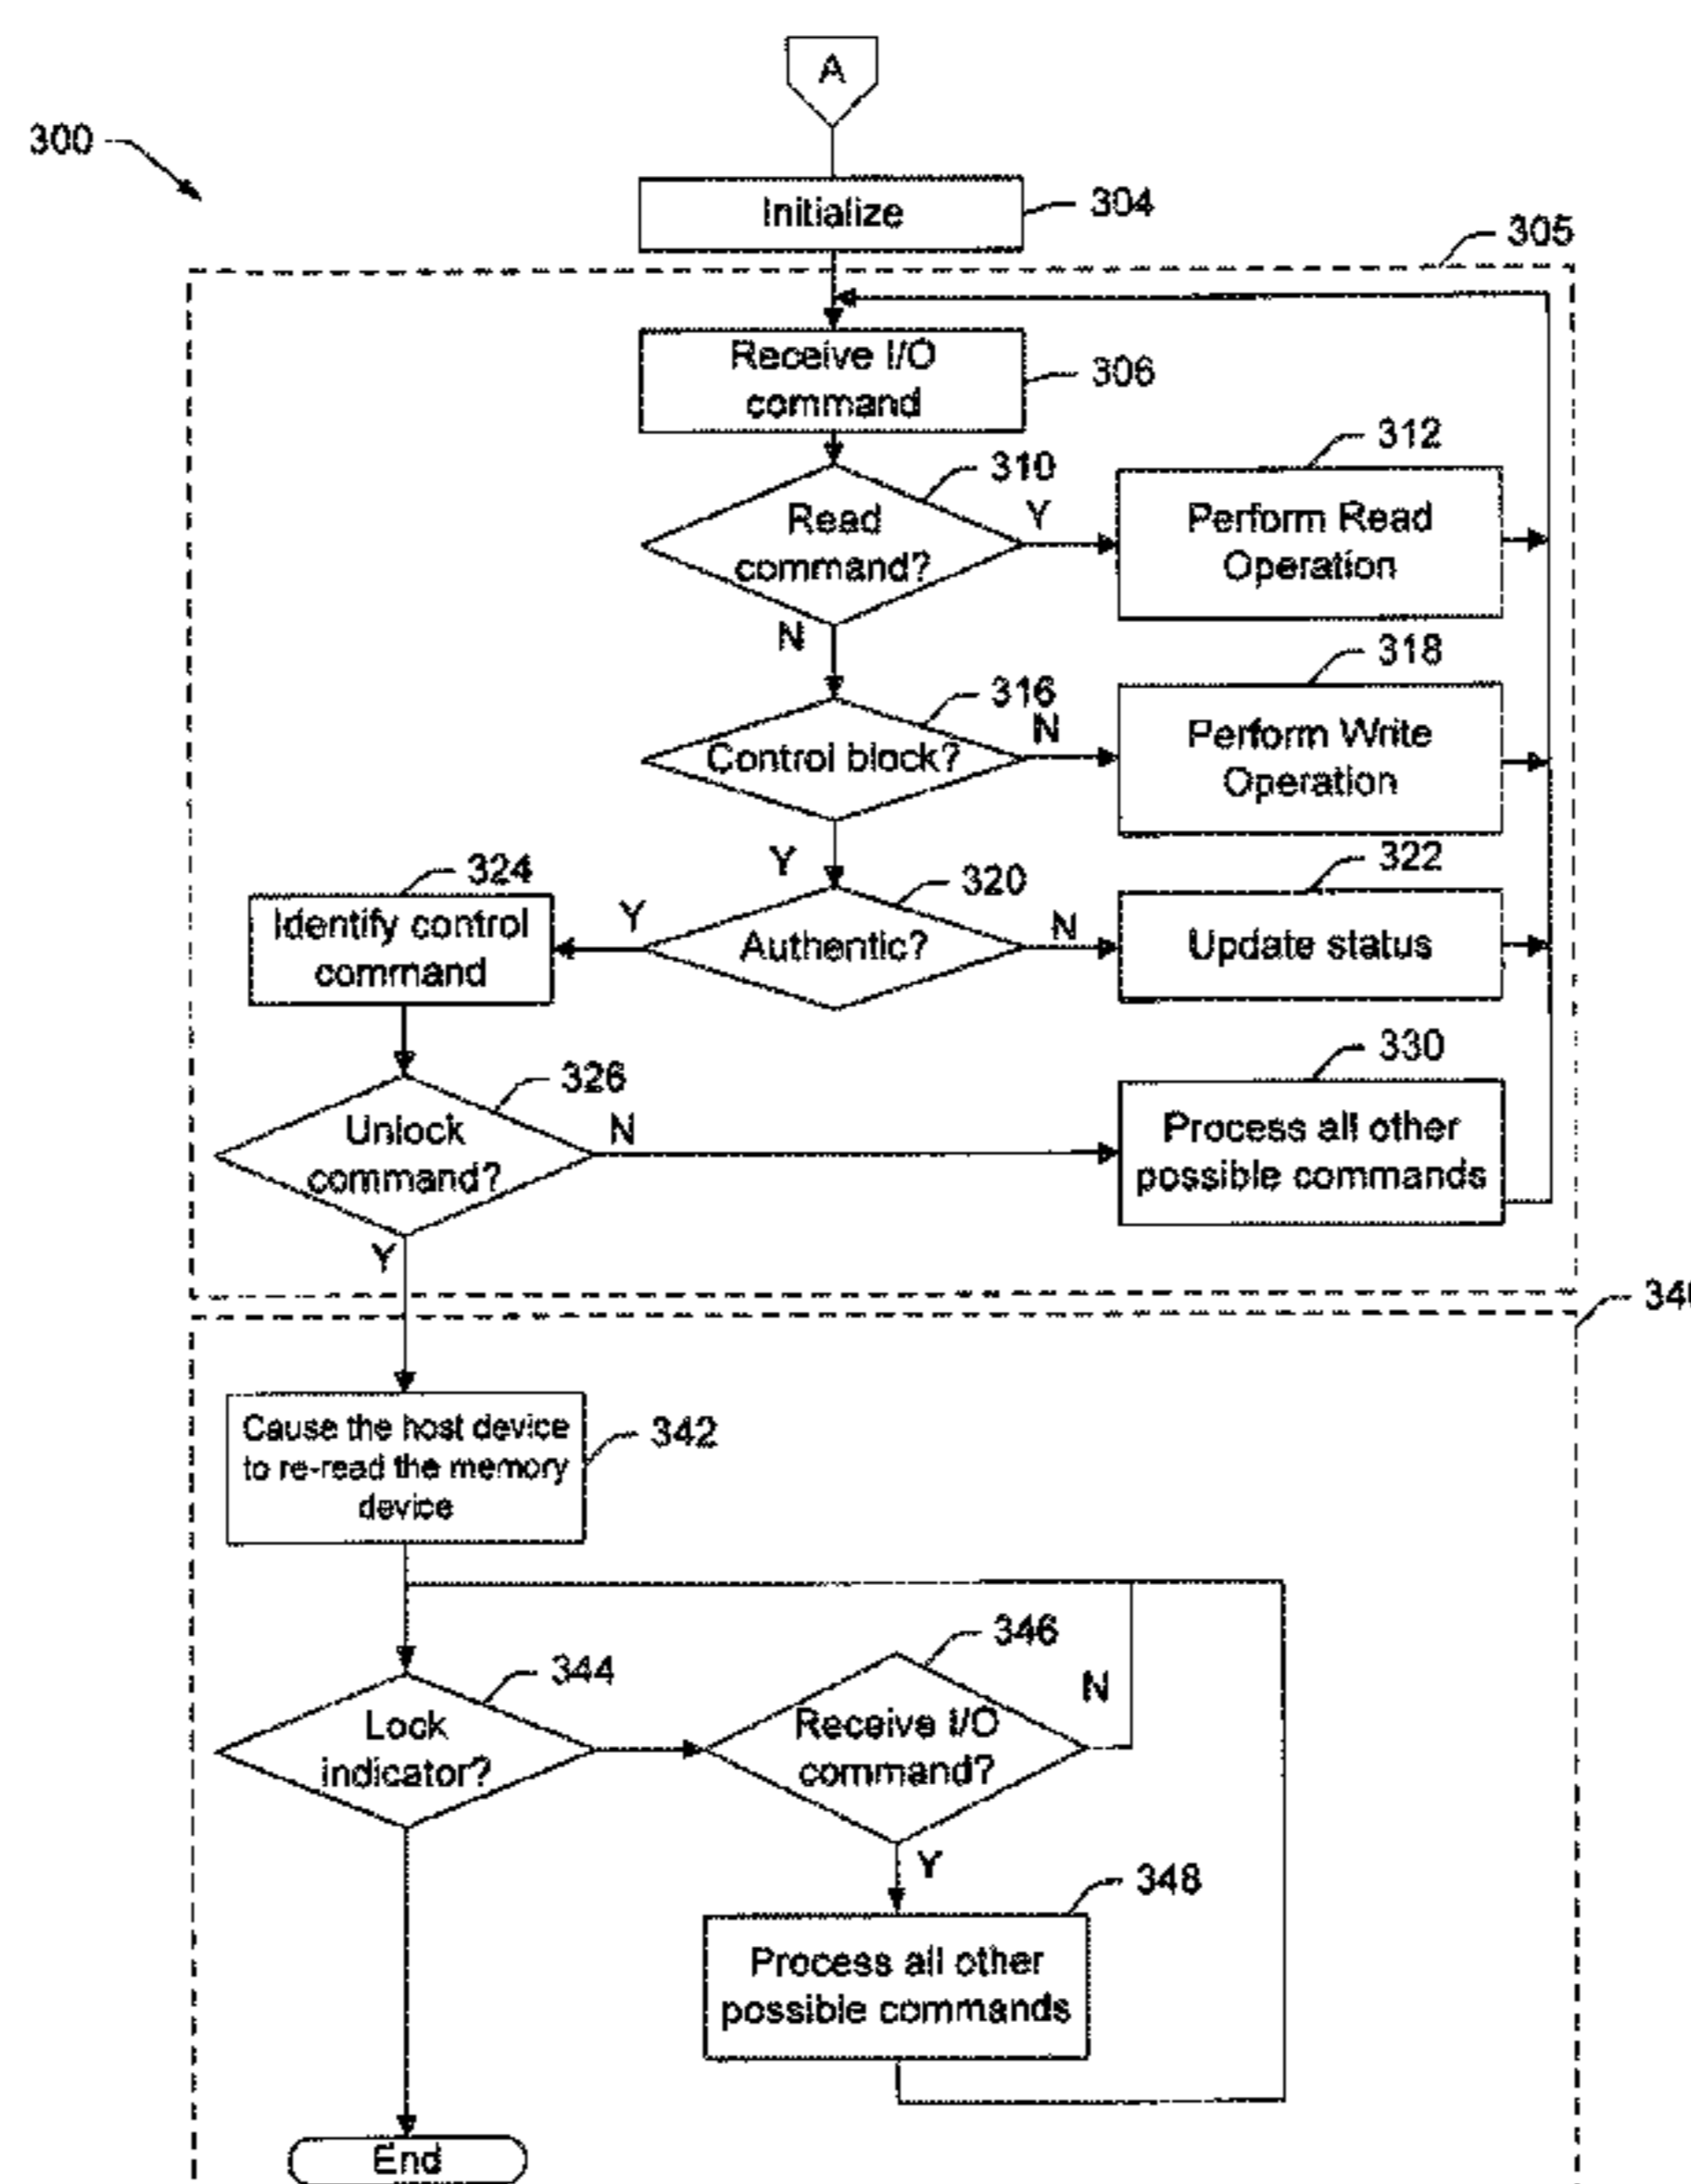 A
300
Initialize
304
305
Receive I/O
command
306
310
Read
command?
Y
N
312
Perform Read
Operation
316
Control block?
N
Y
318
Perform Write
Operation
320
Authentic?
Y
N
322
Update status
324
Identify control
command
326
Unlock
command?
N
Y
330
Process all other
possible commands
Cause the host device
to re-read the memory
device
342
344
Lock
indicator?
346
Receive I/O
command?
N
Y
348
Process all other
possible commands
End